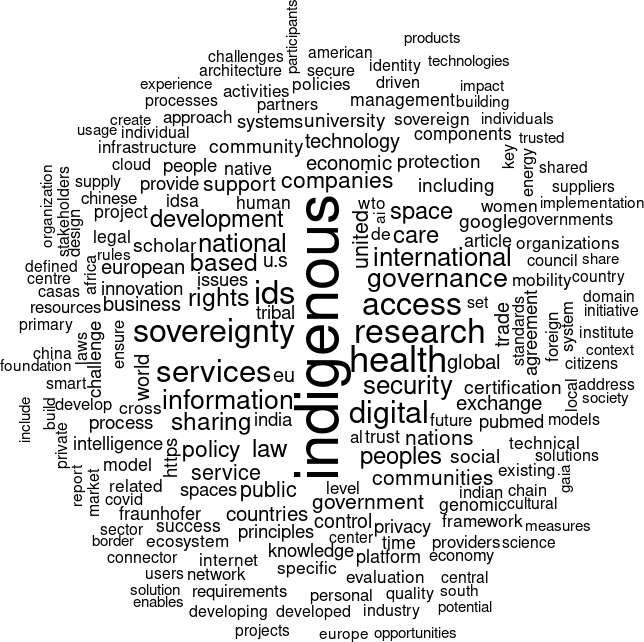 participants
products
challenges
american
architecture
secure
identity
technologies
experience
activities
policies
driven
impact
processes
partners
management
building
create
approach
systems
university
sovereign
individuals
usage
individual
technology
components
trusted
infrastructure
community
key
cloud
people
native
economic
protection
energy
shared
supply
provide
support
companies
including
suppliers
organization
stakeholders
design
chinese
idsa
human
wto
ai
space
women
implementation
project
development
united
google
governments
legal
scholar
national
de
care
article
organizations
rules
defined
africa
european
based
u.s
international
council
share
centre
innovation
issues
governance
mobility
country
casas
resources
business
rights
ids
access
set
domain
initiative
tribal
primary
laws
challenge
ensure
sovereignty
indigenous
research
trade
standards
agreement
foreign
system
institute
china
world
health
global
context
citizens
foundation
services
eu
smart
security
certification
local
address
society
include
build
develop
cross
information
digital
exchange
private
process
sharing
india
future
pubmed
models
intelligence
https
policy
law
al
trust
nations
technical
report
market
model
service
peoples
social
existing
solutions
gaia
related
spaces
public
level
communities
indian
chain
covid
fraunhofer
countries
government
genomic
cultural
sector
success
principles
control
privacy
framework
measures
border
ecosystem
center
time
providers
science
connector
internet
knowledge
platform
economy
users
network
specific
evaluation
central
solution
requirements
personal
quality
south
enables
developing
developed
industry
potential
projects
europe
opportunities